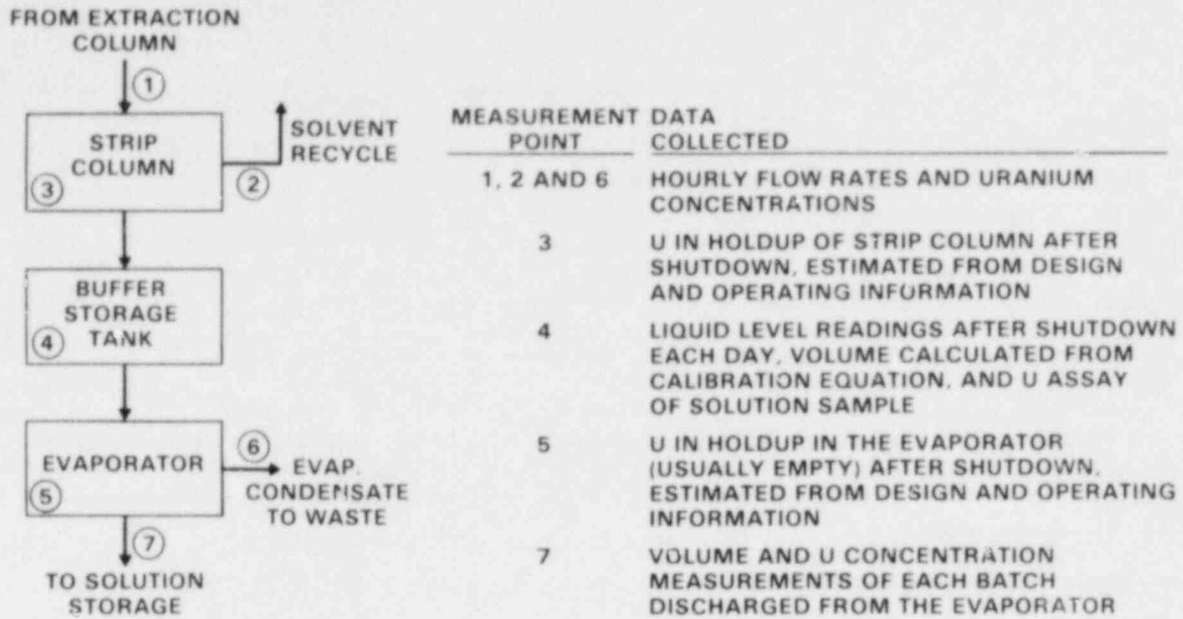 FROM EXTRACTION
COLUMN
1
STRIP
COLUMN
3
SOLVENT
RECYCLE
2
BUFFER
STORAGE
TANK
4
EVAPORATOR
5
6
EVAP.
CONDENSATE
TO WASTE
7
TO SOLUTION
STORAGE
MEASUREMENT DATA
POINT COLLECTED
1, 2 AND 6 HOURLY FLOW RATES AND URANIUM
CONCENTRATIONS
3 U IN HOLDUP OF STRIP COLUMN AFTER
SHUTDOWN, ESTIMATED FROM DESIGN
AND OPERATING INFORMATION
4 LIQUID LEVEL READINGS AFTER SHUTDOWN
EACH DAY, VOLUME CALCULATED FROM
CALIBRATION EQUATION, AND U ASSAY
OF SOLUTION SAMPLE
5 U IN HOLDUP IN THE EVAPORATOR
(USUALLY EMPTY) AFTER SHUTDOWN,
ESTIMATED FROM DESIGN AND OPERATING
INFORMATION
7 VOLUME AND U CONCENTRATION
MEASUREMENTS OF EACH BATCH
DISCHARGED FROM THE EVAPORATOR